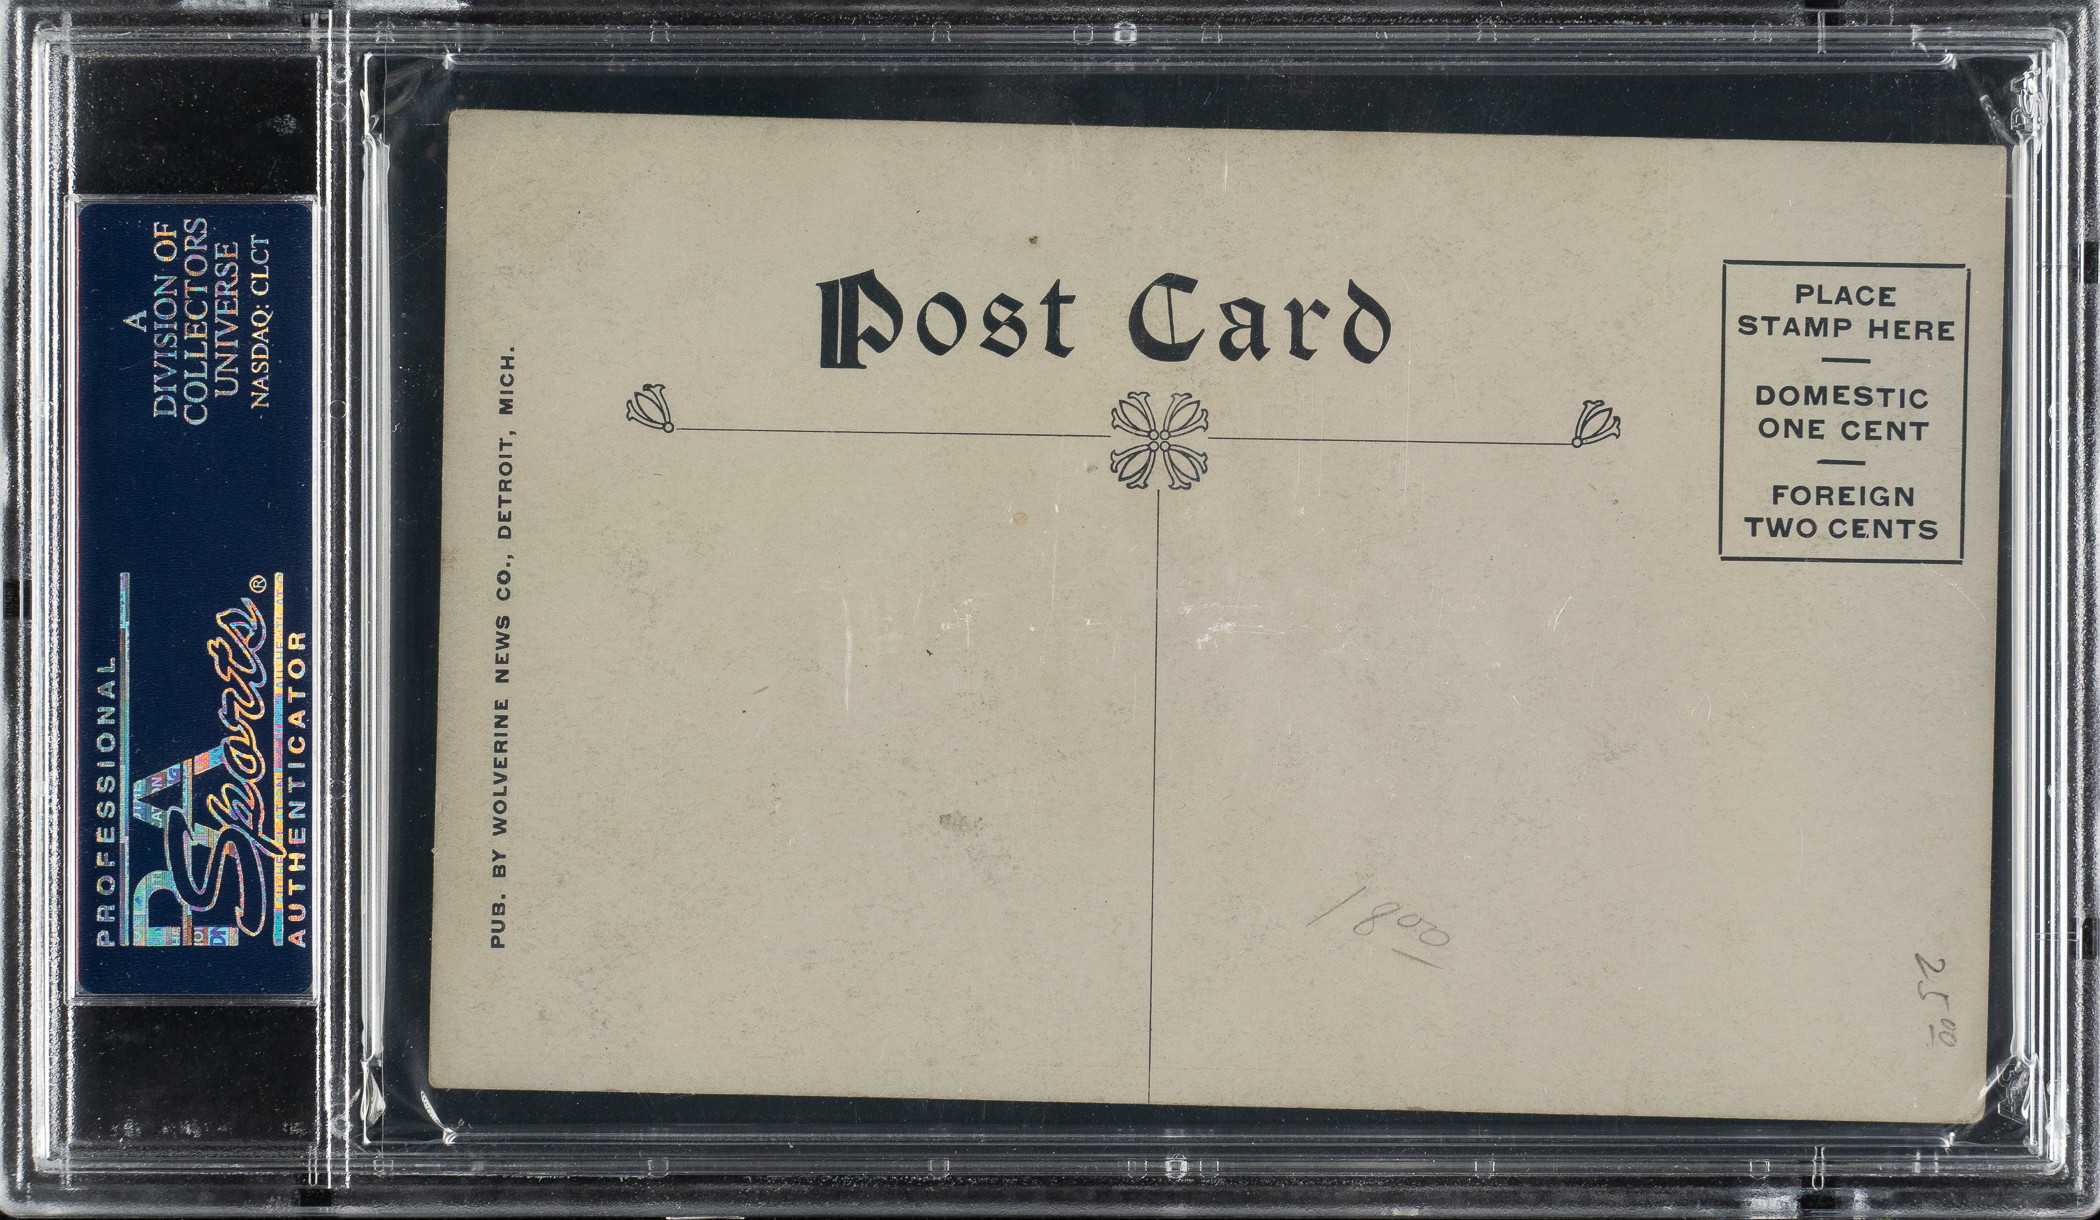 A
DIVISION OF
COLLECTORS
UNIVERSE
NASDAQ: CLCT
PROFESSIONAL
PSA
Sports®
AUTHENTICATOR
PUB. BY WOLVERINE NEWS CO., DETROIT, MICH.
Post Card
PLACE
STAMP HERE
DOMESTIC
ONE CENT
FOREIGN
TWO CENTS
1800
2500